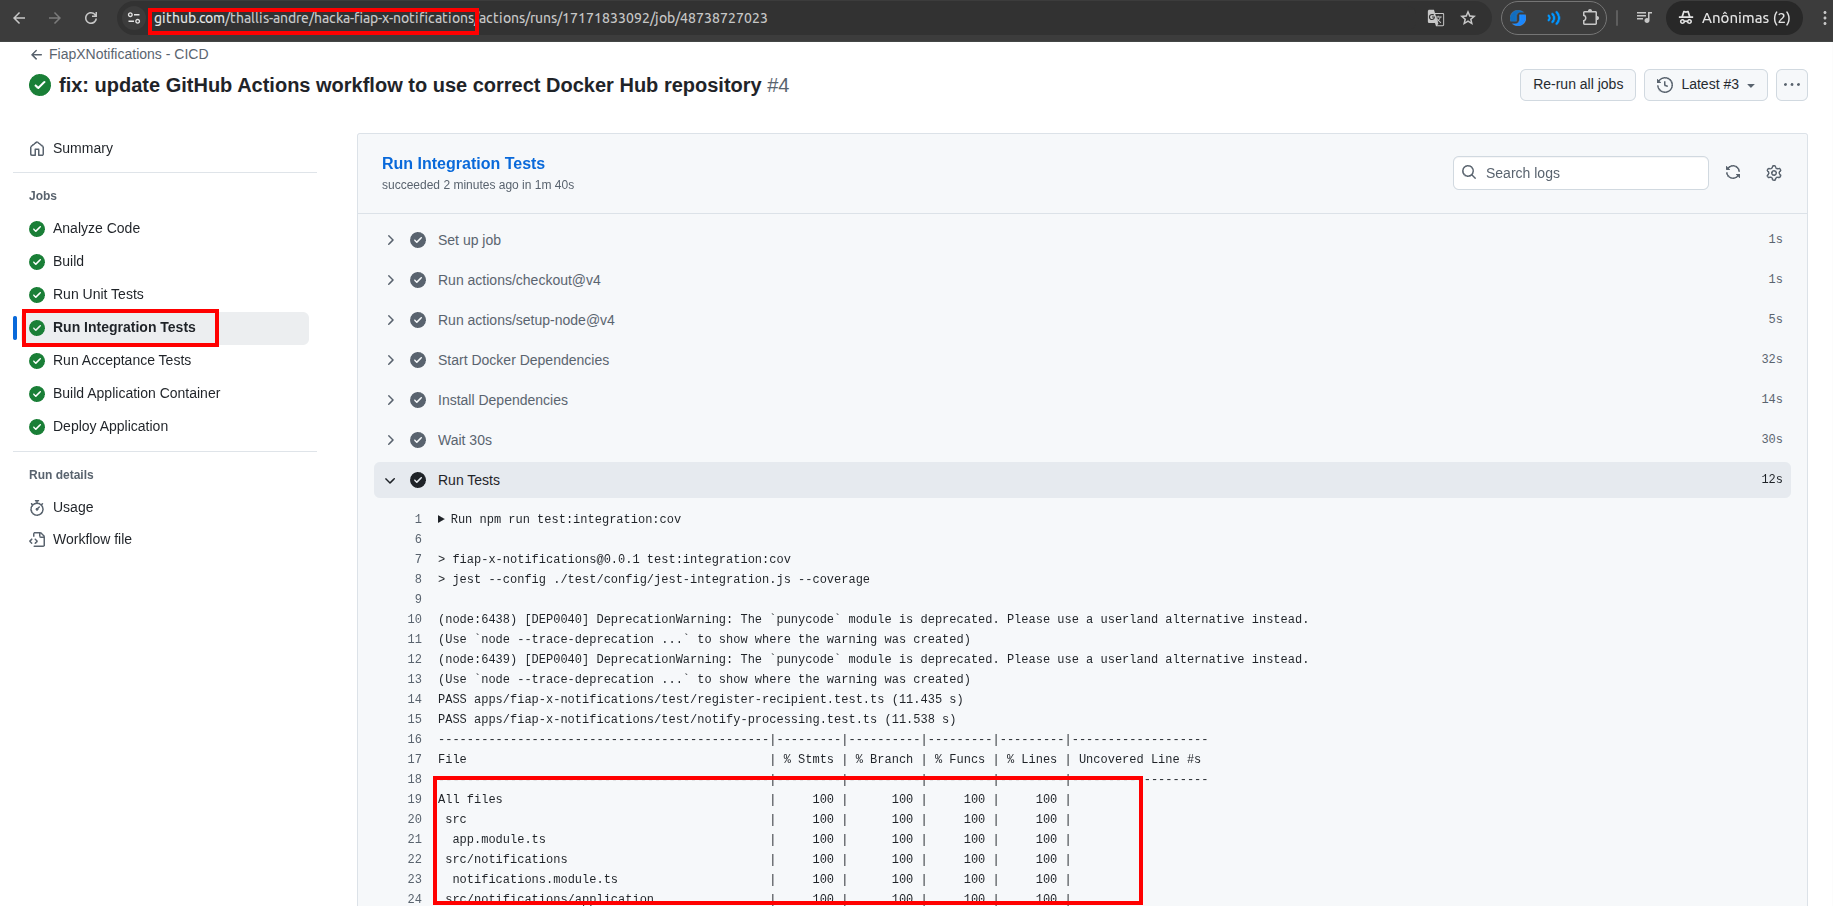 github.com/thallis-andre/hacka-fiap-x-notifications/actions/runs/17171833092/job/48738727023
Anônimas (2)
FiapXNotifications - CICD
fix: update GitHub Actions workflow to use correct Docker Hub repository #4
Re-run all jobs
Latest #3
Summary
Jobs
Analyze Code
Build
Run Unit Tests
Run Integration Tests
Run Acceptance Tests
Build Application Container
Deploy Application
Run details
Usage
Workflow file
Run Integration Tests
succeeded 2 minutes ago in 1m 40s
Search logs
Set up job 1s
Run actions/checkout@v4 1s
Run actions/setup-node@v4 5s
Start Docker Dependencies 32s
Install Dependencies 14s
Wait 30s 30s
Run Tests 12s
1 ▶ Run npm run test:integration:cov
6
7 > fiap-x-notifications@0.0.1 test:integration:cov
8 > jest --config ./test/config/jest-integration.js --coverage
9
10 (node:6438) [DEP0040] DeprecationWarning: The `punycode` module is deprecated. Please use a userland alternative instead.
11 (Use `node --trace-deprecation ...` to show where the warning was created)
12 (node:6439) [DEP0040] DeprecationWarning: The `punycode` module is deprecated. Please use a userland alternative instead.
13 (Use `node --trace-deprecation ...` to show where the warning was created)
14 PASS apps/fiap-x-notifications/test/register-recipient.test.ts (11.435 s)
15 PASS apps/fiap-x-notifications/test/notify-processing.test.ts (11.538 s)
16 ----------------------------------------------|---------|----------|---------|---------|-------------------
17 File | % Stmts | % Branch | % Funcs | % Lines | Uncovered Line #s
18 ----------------------------------------------|---------|----------|---------|---------|-------------------
19 All files | 100 | 100 | 100 | 100 |
20 src | 100 | 100 | 100 | 100 |
21 app.module.ts | 100 | 100 | 100 | 100 |
22 src/notifications | 100 | 100 | 100 | 100 |
23 notifications.module.ts | 100 | 100 | 100 | 100 |
24 src/notifications/application | 100 | 100 | 100 | 100 |